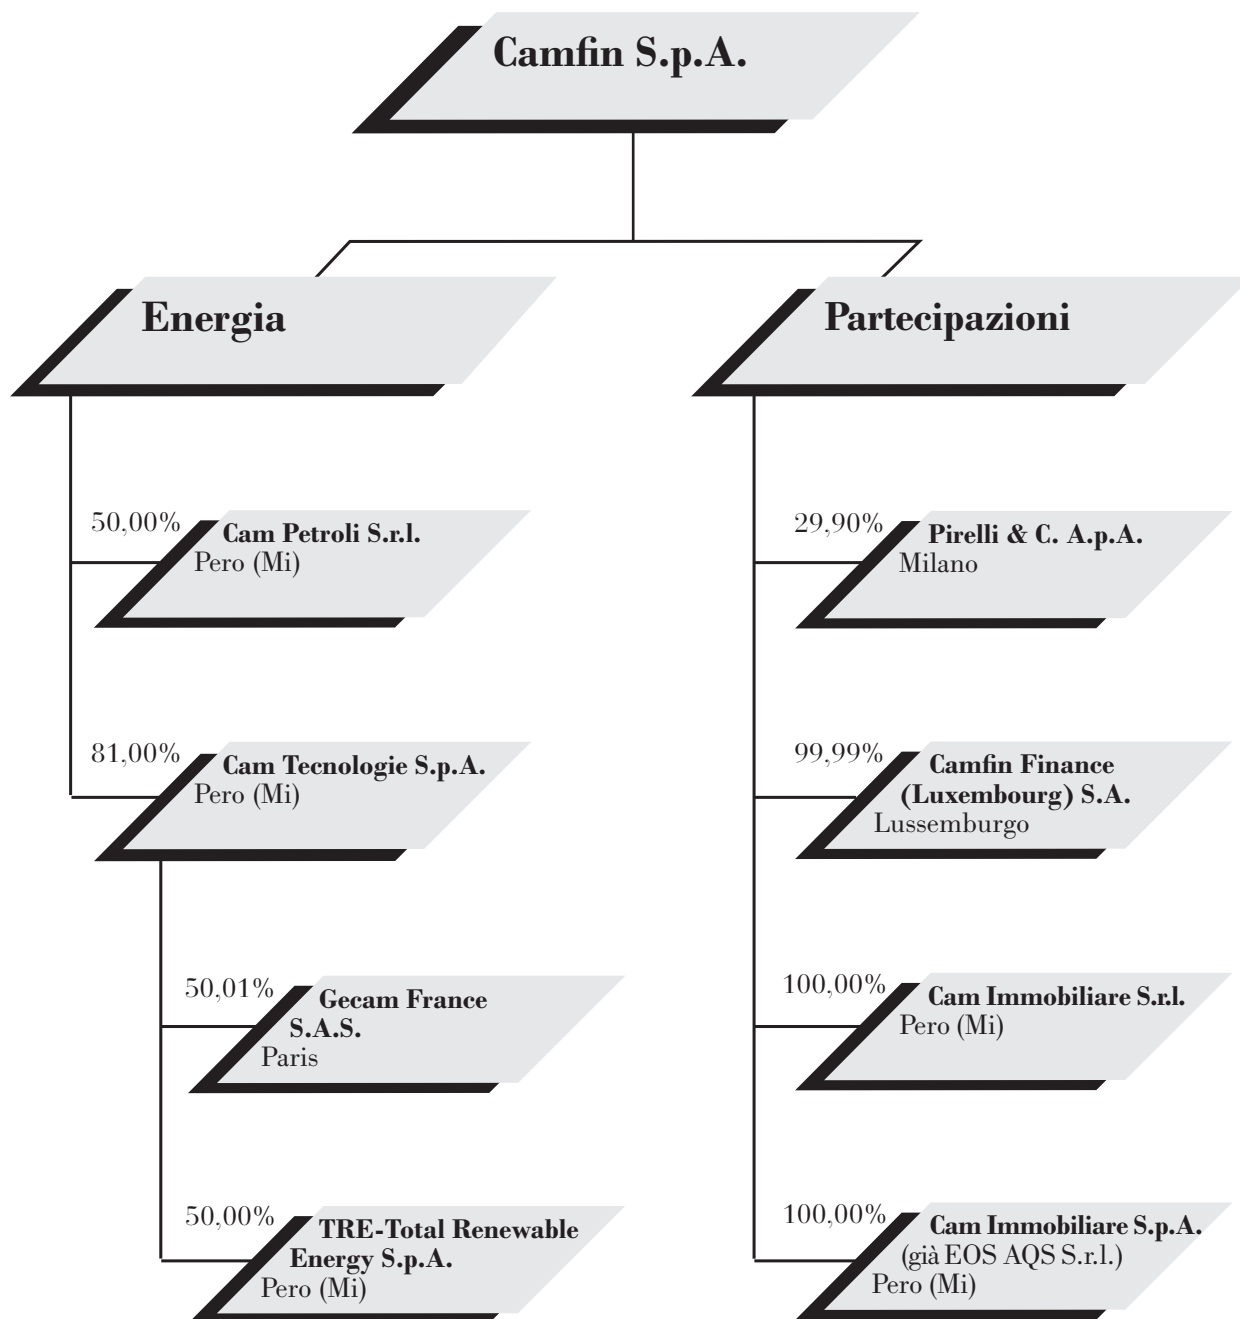 Camfin S.p.A.
Energia
Partecipazioni
50,00%
Cam Petroli S.r.l.
Pero (Mi)
81,00%
Cam Tecnologie S.p.A.
Pero (Mi)
50,01%
Gecam France
S.A.S.
Paris
50,00%
TRE-Total Renewable
Energy S.p.A.
Pero (Mi)
29,90%
Pirelli & C. A.p.A.
Milano
99,99%
Camfin Finance
(Luxembourg) S.A.
Lussemburgo
100,00%
Cam Immobiliare S.r.l.
Pero (Mi)
100,00%
Cam Immobiliare S.p.A.
(già EOS AQS S.r.l.)
Pero (Mi)